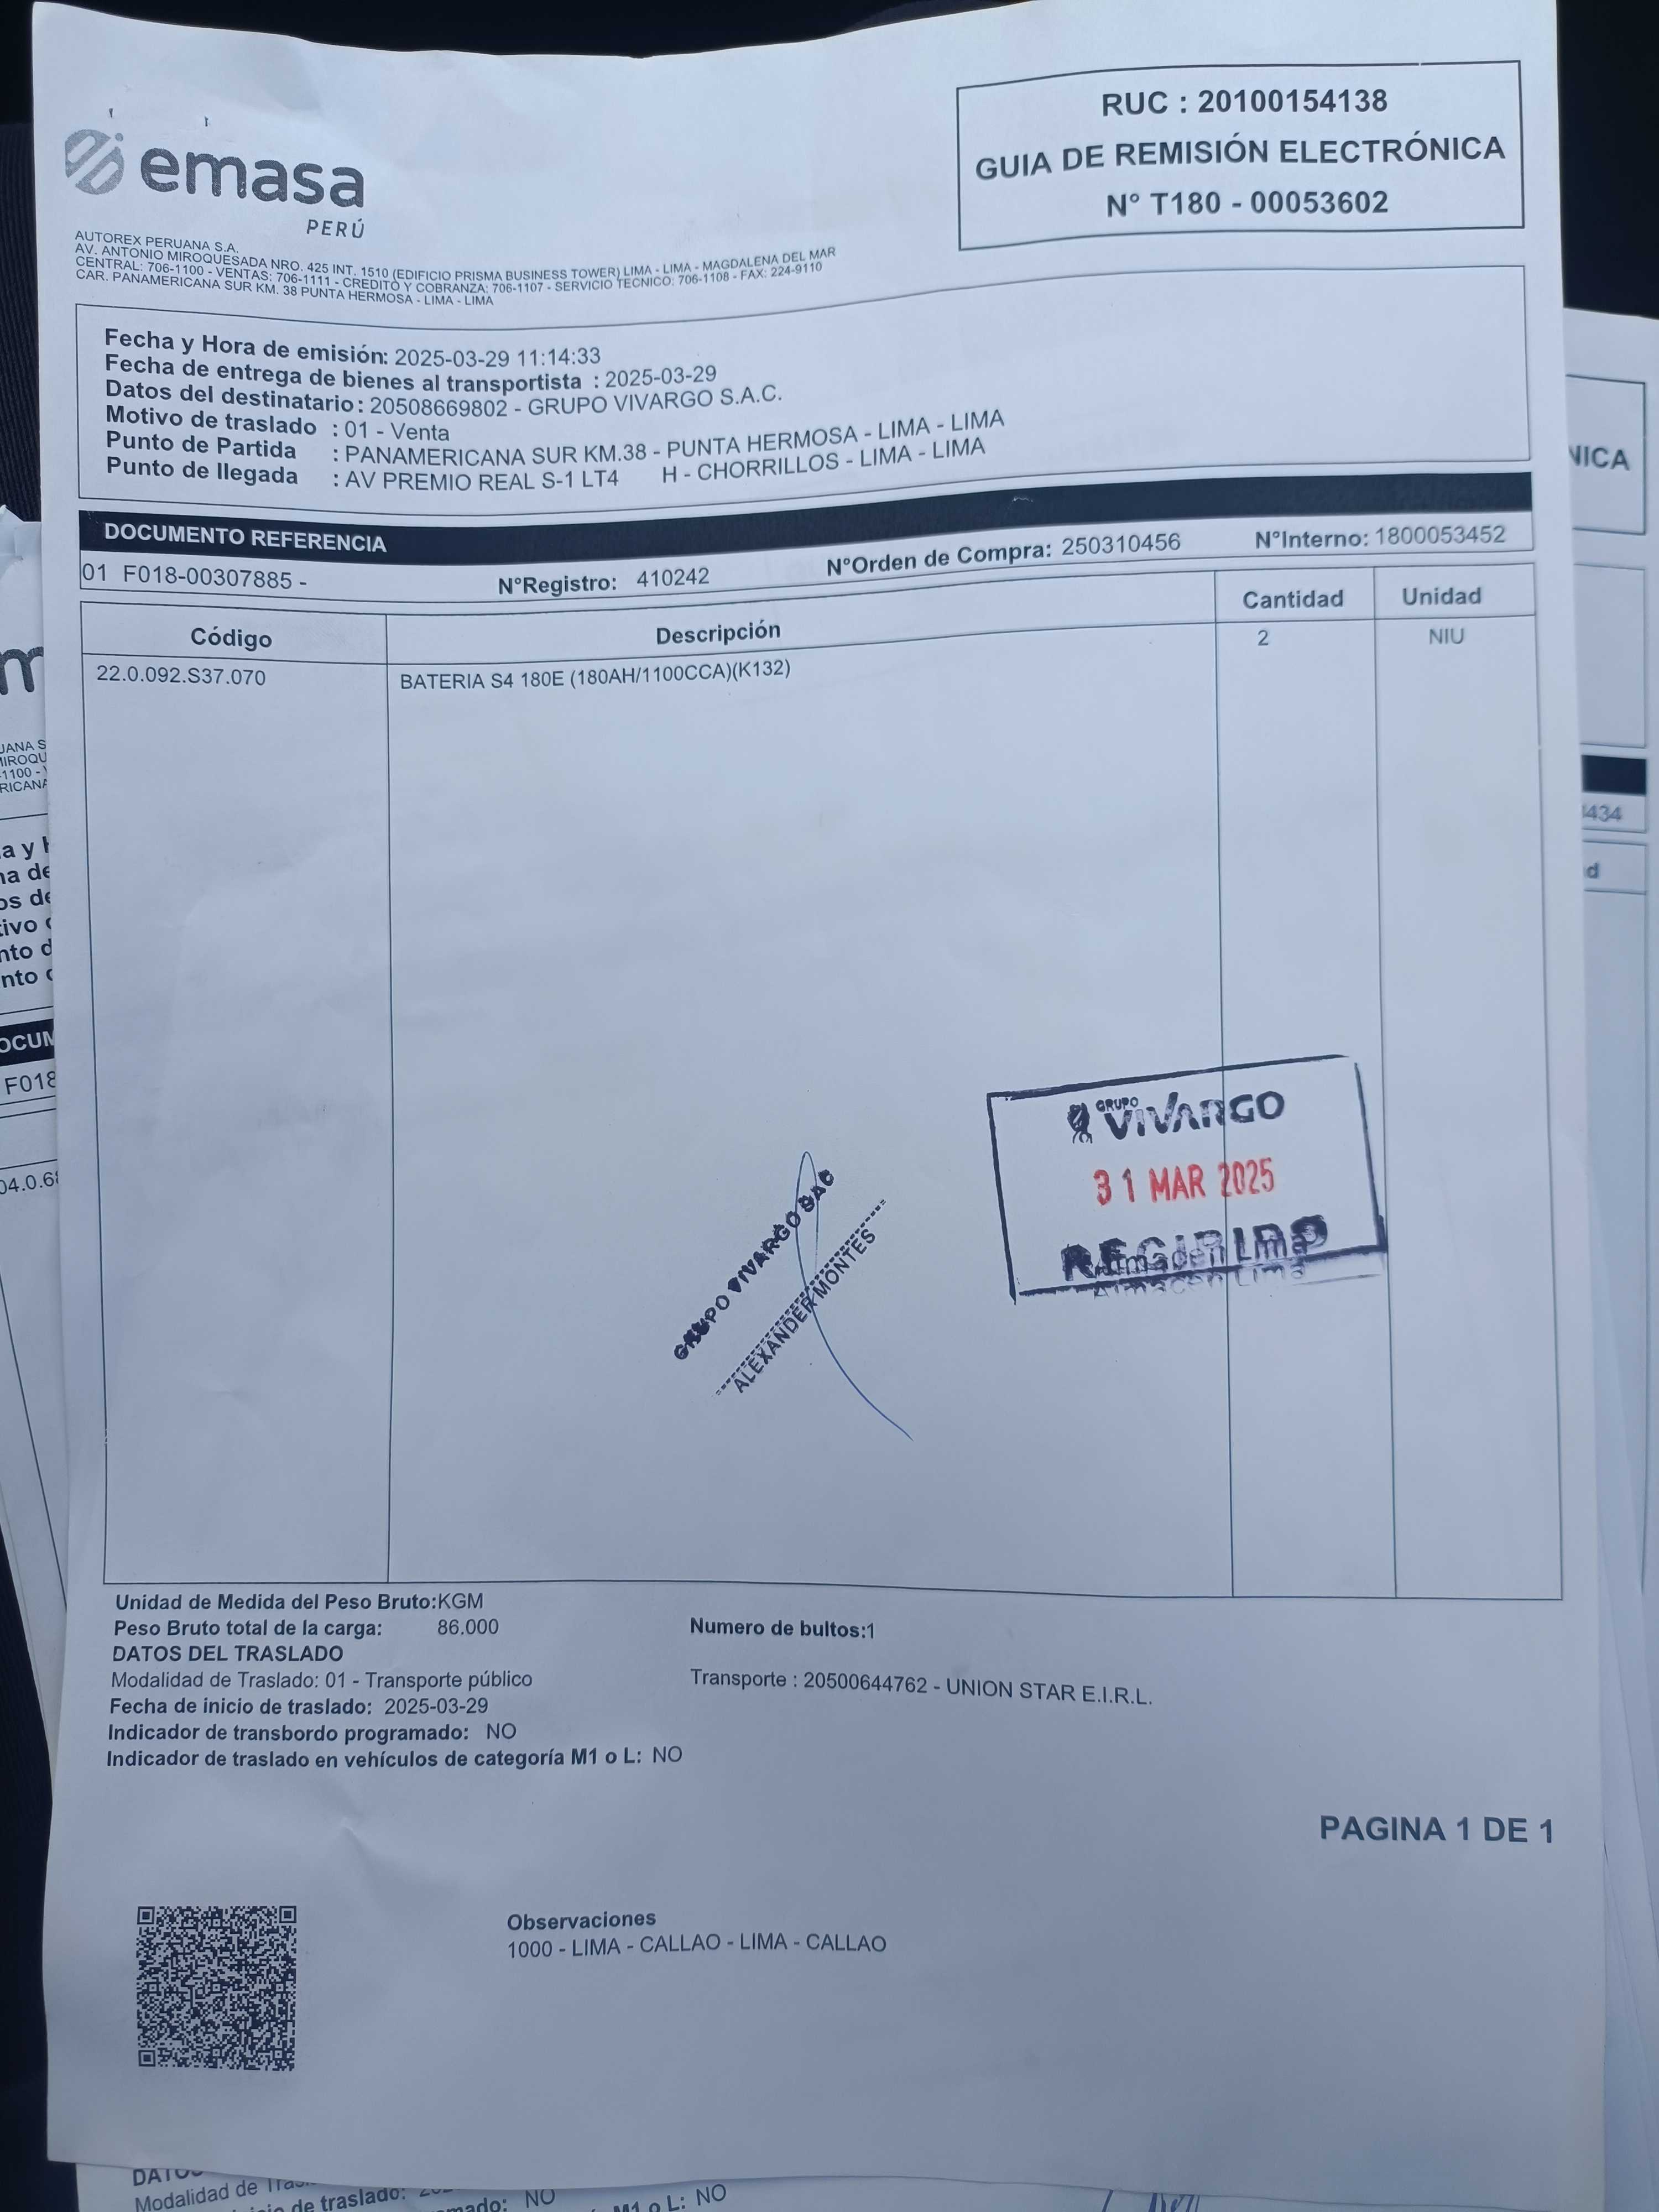 emasa
PERÚ
RUC : 20100154138
GUIA DE REMISIÓN ELECTRÓNICA
N° T180 - 00053602
AUTOREX PERUANA S.A.
AV. ANTONIO MIROQUESADA NRO. 425 INT. 1510 (EDIFICIO PRISMA BUSINESS TOWER) LIMA - LIMA - MAGDALENA DEL MAR
CENTRAL: 706-1100 - VENTAS: 706-1111 - CREDITO Y COBRANZA: 706-1107 - SERVICIO TECNICO: 706-1108 - FAX: 224-9110
CAR. PANAMERICANA SUR KM. 38 PUNTA HERMOSA - LIMA - LIMA
Fecha y Hora de emisión: 2025-03-29 11:14:33
Fecha de entrega de bienes al transportista : 2025-03-29
Datos del destinatario : 20508669802 - GRUPO VIVARGO S.A.C.
Motivo de traslado : 01 - Venta
Punto de Partida : PANAMERICANA SUR KM.38 - PUNTA HERMOSA - LIMA - LIMA
Punto de llegada : AV PREMIO REAL S-1 LT4 H - CHORRILLOS - LIMA - LIMA
DOCUMENTO REFERENCIA
01 F018-00307885 - N°Registro: 410242 N°Orden de Compra: 250310456 N°Interno: 1800053452
Código Descripción Cantidad Unidad
22.0.092.S37.070 BATERIA S4 180E (180AH/1100CCA)(K132) 2 NIU
GRUPO VIVARGO
31 MAR 2025
RECIBIDO
Almacen Lima
GRUPO VIVARGO SAC
ALEXANDER MONTES
Unidad de Medida del Peso Bruto:KGM
Peso Bruto total de la carga: 86.000 Numero de bultos:1
DATOS DEL TRASLADO
Modalidad de Traslado: 01 - Transporte público Transporte : 20500644762 - UNION STAR E.I.R.L.
Fecha de inicio de traslado: 2025-03-29
Indicador de transbordo programado: NO
Indicador de traslado en vehículos de categoría M1 o L: NO
PAGINA 1 DE 1
Observaciones
1000 - LIMA - CALLAO - LIMA - CALLAO